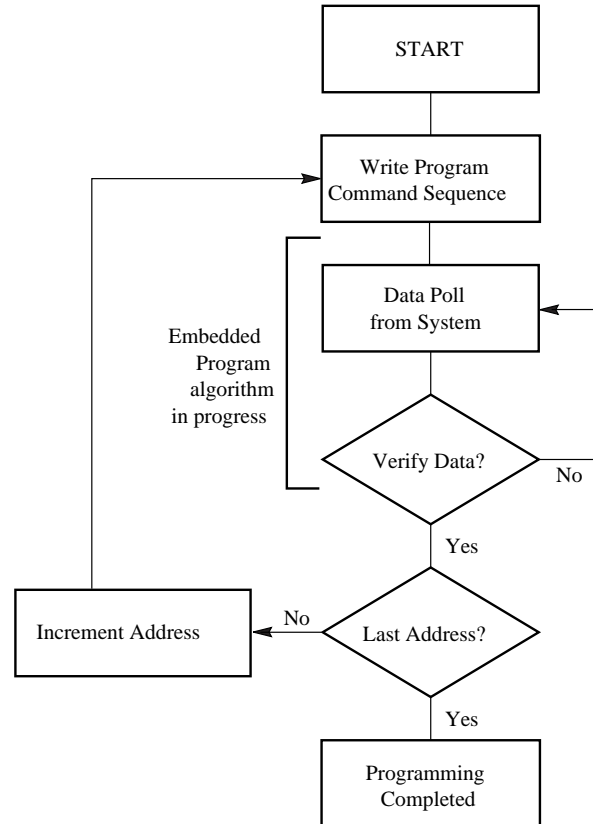 START
Write Program
Command Sequence
Data Poll
from System
Embedded
Program
algorithm
in progress
Verify Data?
No
Yes
Increment Address
No
Last Address?
Yes
Programming
Completed